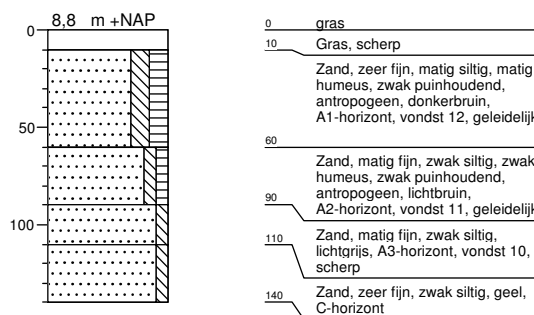 8,8 m +NAP
0
50
100
0 gras
10 Gras, scherp
Zand, zeer fijn, matig siltig, matig
humeus, zwak puinhoudend,
antropogeen, donkerbruin,
A1-horizont, vondst 12, geleidelijk
60
Zand, matig fijn, zwak siltig, zwak
humeus, zwak puinhoudend,
antropogeen, lichtbruin,
90
A2-horizont, vondst 11, geleidelijk
110 Zand, matig fijn, zwak siltig,
lichtgrijs, A3-horizont, vondst 10,
scherp
140 Zand, zeer fijn, zwak siltig, geel,
C-horizont